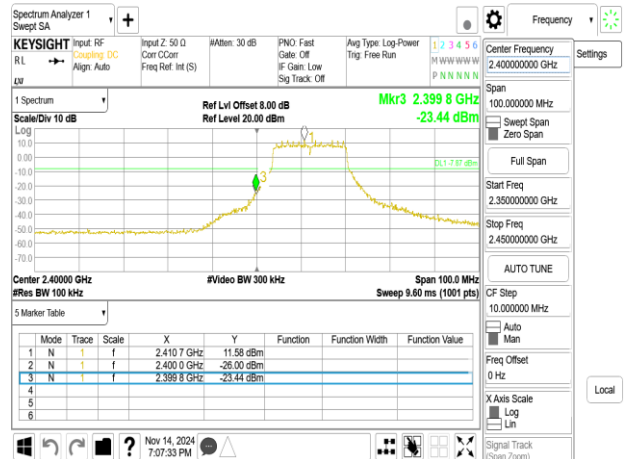 Spectrum Analyzer 1
Swept SA
+
Frequency
KEYSIGHT
Input: RF
Coupling: DC
Align: Auto
Input Z: 50 Ω
Corr CCorr
Freq Ref: Int (S)
#Atten: 30 dB
PNO: Fast
Gate: Off
IF Gain: Low
Sig Track: Off
Avg Type: Log-Power
Trig: Free Run
1 2 3 4 5 6
M W W W W W
P N N N N N
RL
LXI
1 Spectrum
Scale/Div 10 dB
Ref Lvl Offset 8.00 dB
Ref Level 20.00 dBm
Mkr3 2.399 8 GHz
-23.44 dBm
Log
10.0
0.00
-10.0
-20.0
-30.0
-40.0
-50.0
-60.0
-70.0
1
3
DL1 -7.87 dBm
Center 2.40000 GHz
#Res BW 100 kHz
#Video BW 300 kHz
Span 100.0 MHz
Sweep 9.60 ms (1001 pts)
5 Marker Table
Mode Trace Scale X Y Function Function Width Function Value
1 N 1 f 2.410 7 GHz 11.58 dBm
2 N 1 f 2.400 0 GHz -26.00 dBm
3 N 1 f 2.399 8 GHz -23.44 dBm
4
5
6
Nov 14, 2024
7:07:33 PM
?
Center Frequency
2.400000000 GHz
Settings
Span
100.000000 MHz
Swept Span
Zero Span
Full Span
Start Freq
2.350000000 GHz
Stop Freq
2.450000000 GHz
AUTO TUNE
CF Step
10.000000 MHz
Auto
Man
Freq Offset
0 Hz
X Axis Scale
Log
Lin
Local
Signal Track
(Span Zoom)